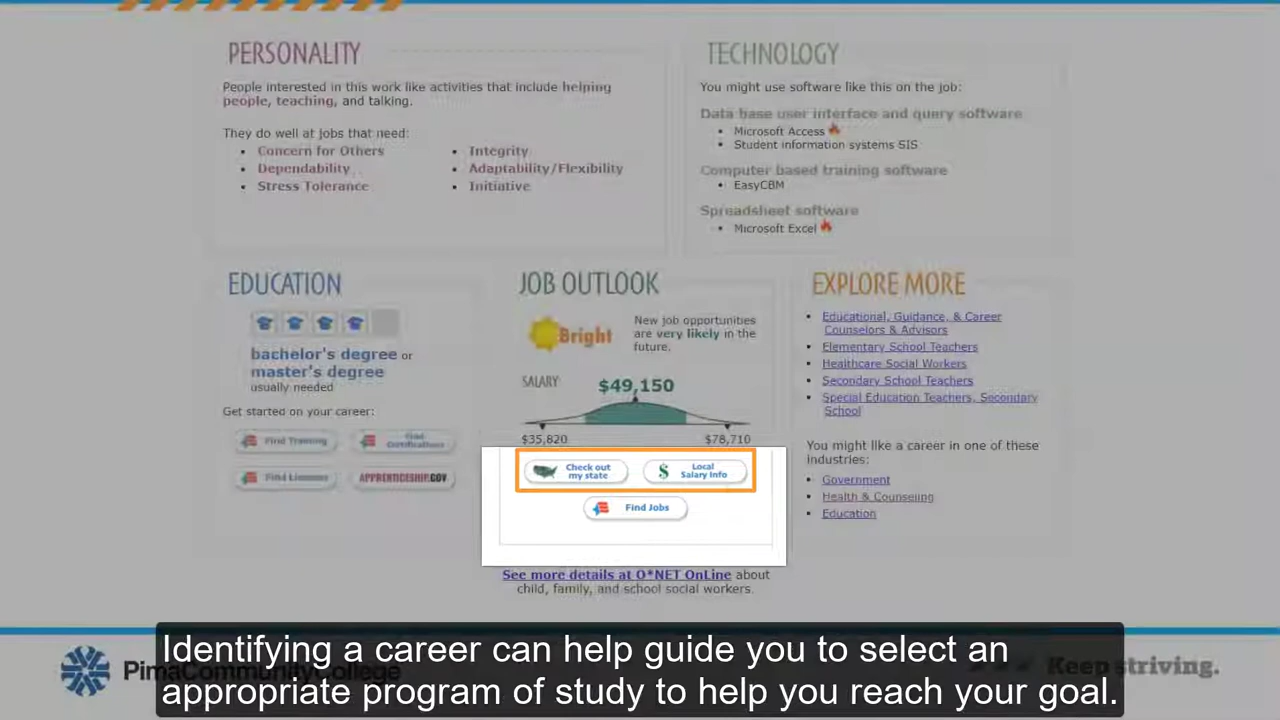 PERSONALITY
People interested in this work like activities that include helping
people, teaching, and talking.
They do well at jobs that need:
• Concern for Others
• Dependability
• Stress Tolerance
• Integrity
• Adaptability/Flexibility
• Initiative
TECHNOLOGY
You might use software like this on the job:
Data base user interface and query software
• Microsoft Access
• Student information systems SIS
Computer based training software
• EasyCBM
Spreadsheet software
• Microsoft Excel
EDUCATION
bachelor's degree or
master's degree
usually needed
Get started on your career:
Find Training
Find
Certifications
Find Licenses
APPRENTICESHIP.GOV
JOB OUTLOOK
Bright
New job opportunities
are very likely in the
future.
SALARY
$49,150
$35,820
$78,710
Check out
my state
Local
Salary Info
Find Jobs
EXPLORE MORE
• Educational, Guidance, & Career
Counselors & Advisors
• Elementary School Teachers
• Healthcare Social Workers
• Secondary School Teachers
• Special Education Teachers, Secondary
School
You might like a career in one of these
industries:
• Government
• Health & Counseling
• Education
See more details at O*NET OnLine about
child, family, and school social workers.
PimaCommunityCollege
Keep striving.
Identifying a career can help guide you to select an
appropriate program of study to help you reach your goal.